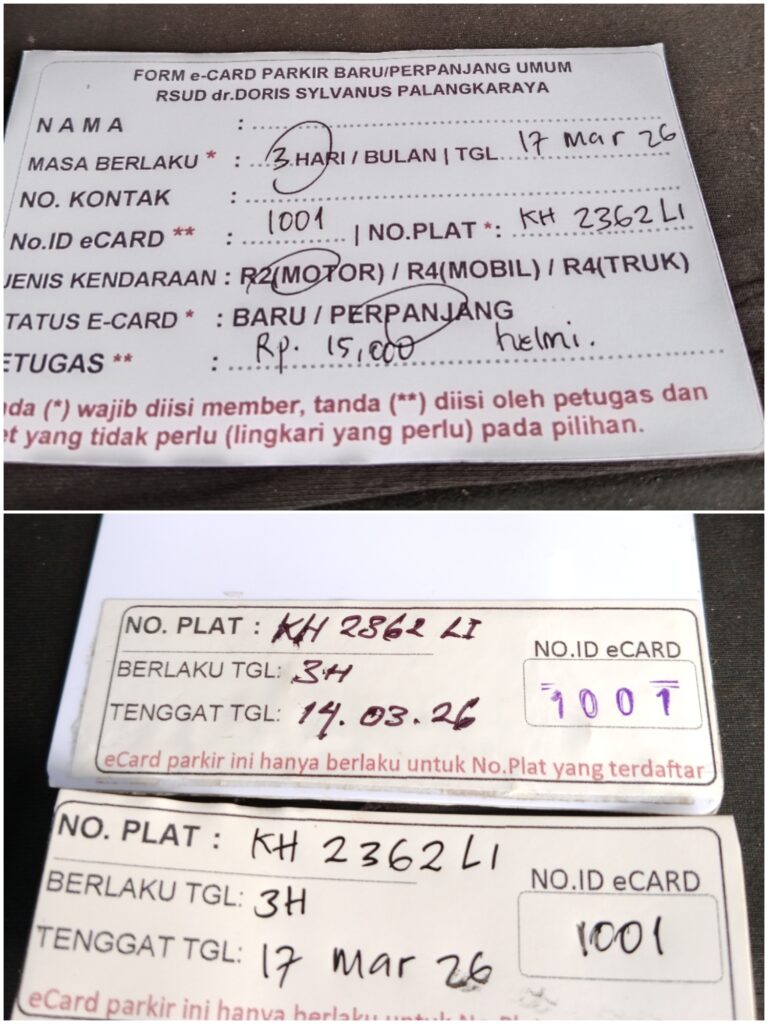 FORM e-CARD PARKIR BARU/PERPANJANG UMUM
RSUD dr.DORIS SYLVANUS PALANGKARAYA
NAMA :
MASA BERLAKU * : 3 HARI / BULAN | TGL 17 Mar 26
NO. KONTAK :
No.ID eCARD ** : 1001 | NO.PLAT *: KH 2362 LI
JENIS KENDARAAN : R2(MOTOR) / R4(MOBIL) / R4(TRUK)
TATUS E-CARD * : BARU / PERPANJANG
ETUGAS ** : Rp. 15,000 helmi.
nda (*) wajib diisi member, tanda (**) diisi oleh petugas dan
et yang tidak perlu (lingkari yang perlu) pada pilihan.
NO. PLAT : KH 2362 LI
NO.ID eCARD
BERLAKU TGL: 3H
1001
TENGGAT TGL: 14.03.26
eCard parkir ini hanya berlaku untuk No.Plat yang terdaftar
NO. PLAT : KH 2362 LI
NO.ID eCARD
BERLAKU TGL: 3H
1001
TENGGAT TGL: 17 Mar 26
eCard parkir ini hanya berlaku untuk No.Pla